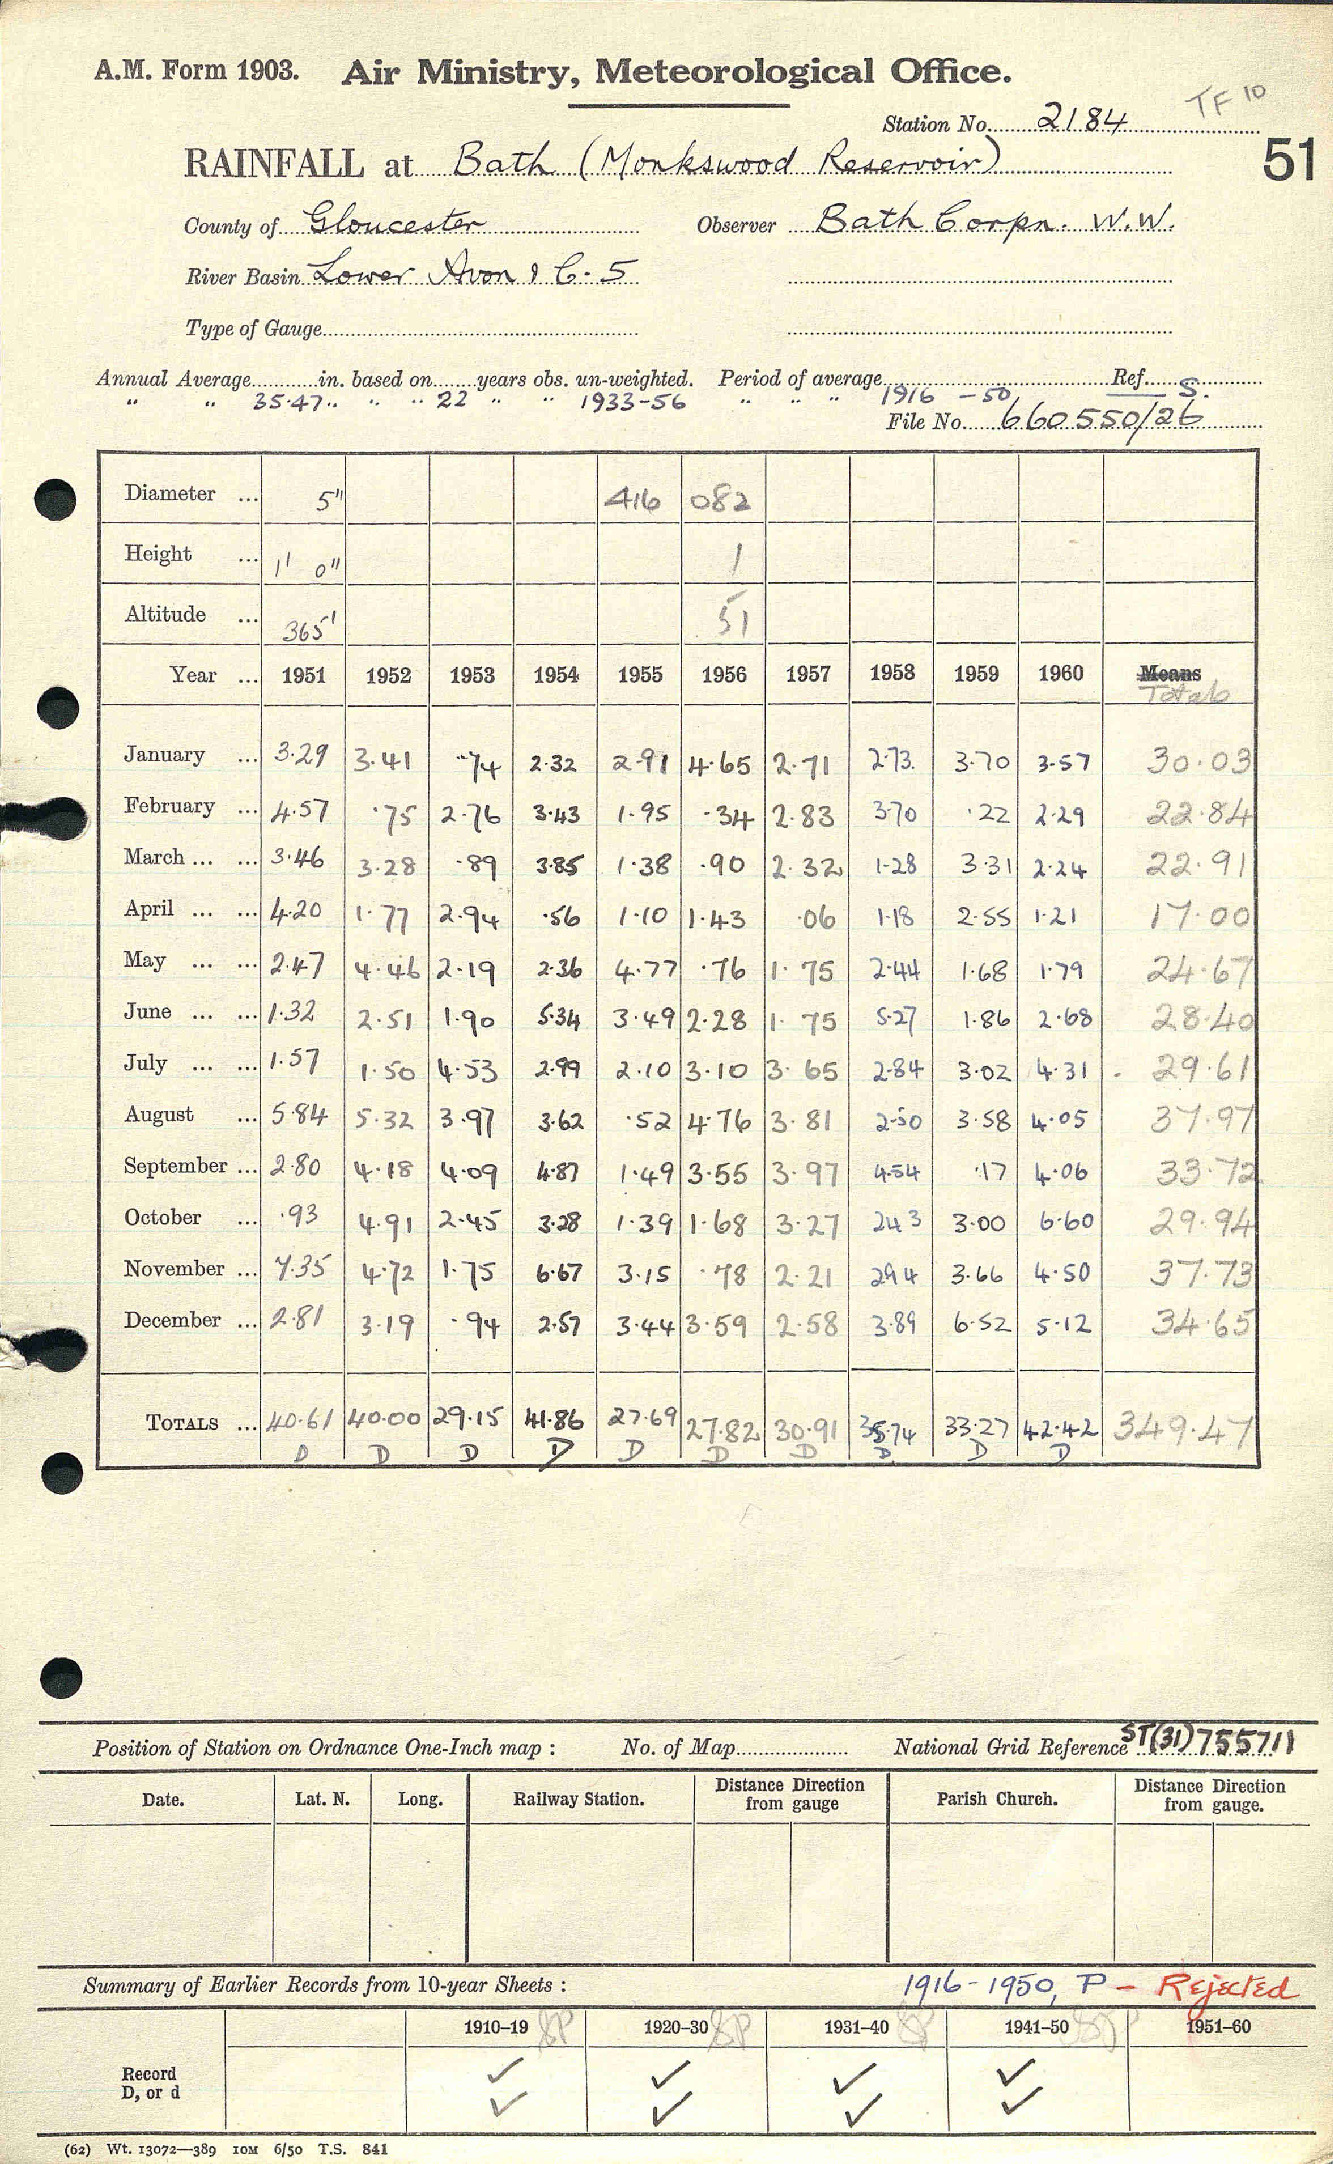 A.M. Form 1903. Air Ministry, Meteorological Office.
TF 10
Station No. 2184
51
RAINFALL at Bath (Monkswood Reservoir)
County of Gloucester Observer Bath Corpn. W.W.
River Basin Lower Avon & C. 5
Type of Gauge
Annual Average in. based on years obs. un-weighted. Period of average Ref. S.
" " 35.47 " " 22 " " 1933-56 " " " 1916 - 50
File No. 660550/26
Diameter ... 5" 416 082
Height ... 1' 0" 1
Altitude ... 365' 51
Year ... 1951 1952 1953 1954 1955 1956 1957 1958 1959 1960 Means
Totals
January ... 3.29 3.41 .74 2.32 2.91 4.65 2.71 2.73 3.70 3.57 30.03
February ... 4.57 .75 2.76 3.43 1.95 .34 2.83 3.70 .22 2.29 22.84
March ... ... 3.46 3.28 .89 3.85 1.38 .90 2.32 1.28 3.31 2.24 22.91
April ... ... 4.20 1.77 2.94 .56 1.10 1.43 .06 1.18 2.55 1.21 17.00
May ... ... 2.47 4.46 2.19 2.36 4.77 .76 1.75 2.44 1.68 1.79 24.67
June ... ... 1.32 2.51 1.90 5.34 3.49 2.28 1.75 5.27 1.86 2.68 28.40
July ... ... 1.57 1.50 4.53 2.99 2.10 3.10 3.65 2.84 3.02 4.31 29.61
August ... 5.84 5.32 3.97 3.62 .52 4.76 3.81 2.50 3.58 4.05 37.97
September ... 2.80 4.18 4.09 4.87 1.49 3.55 3.97 4.54 .17 4.06 33.72
October ... .93 4.91 2.45 3.28 1.39 1.68 3.27 2.43 3.00 6.60 29.94
November ... 7.35 4.72 1.75 6.67 3.15 .78 2.21 2.94 3.66 4.50 37.73
December ... 2.81 3.19 .94 2.57 3.44 3.59 2.58 3.89 6.52 5.12 34.65
TOTALS ... 40.61 40.00 29.15 41.86 27.69 27.82 30.91 35.74 33.27 42.42 349.47
D D D D D D D D D D
Position of Station on Ordnance One-Inch map : No. of Map National Grid Reference ST(31)755711
Date. Lat. N. Long. Railway Station. Distance Direction from gauge Parish Church. Distance Direction from gauge.
Summary of Earlier Records from 10-year Sheets : 1916-1950, P - Rejected
1910–19 1920–30 1931–40 1941–50 1951–60
Record ✓ ✓ ✓ ✓
D, or d ✓ ✓ ✓ ✓
(62) Wt. 13072—389 10M 6/50 T.S. 841